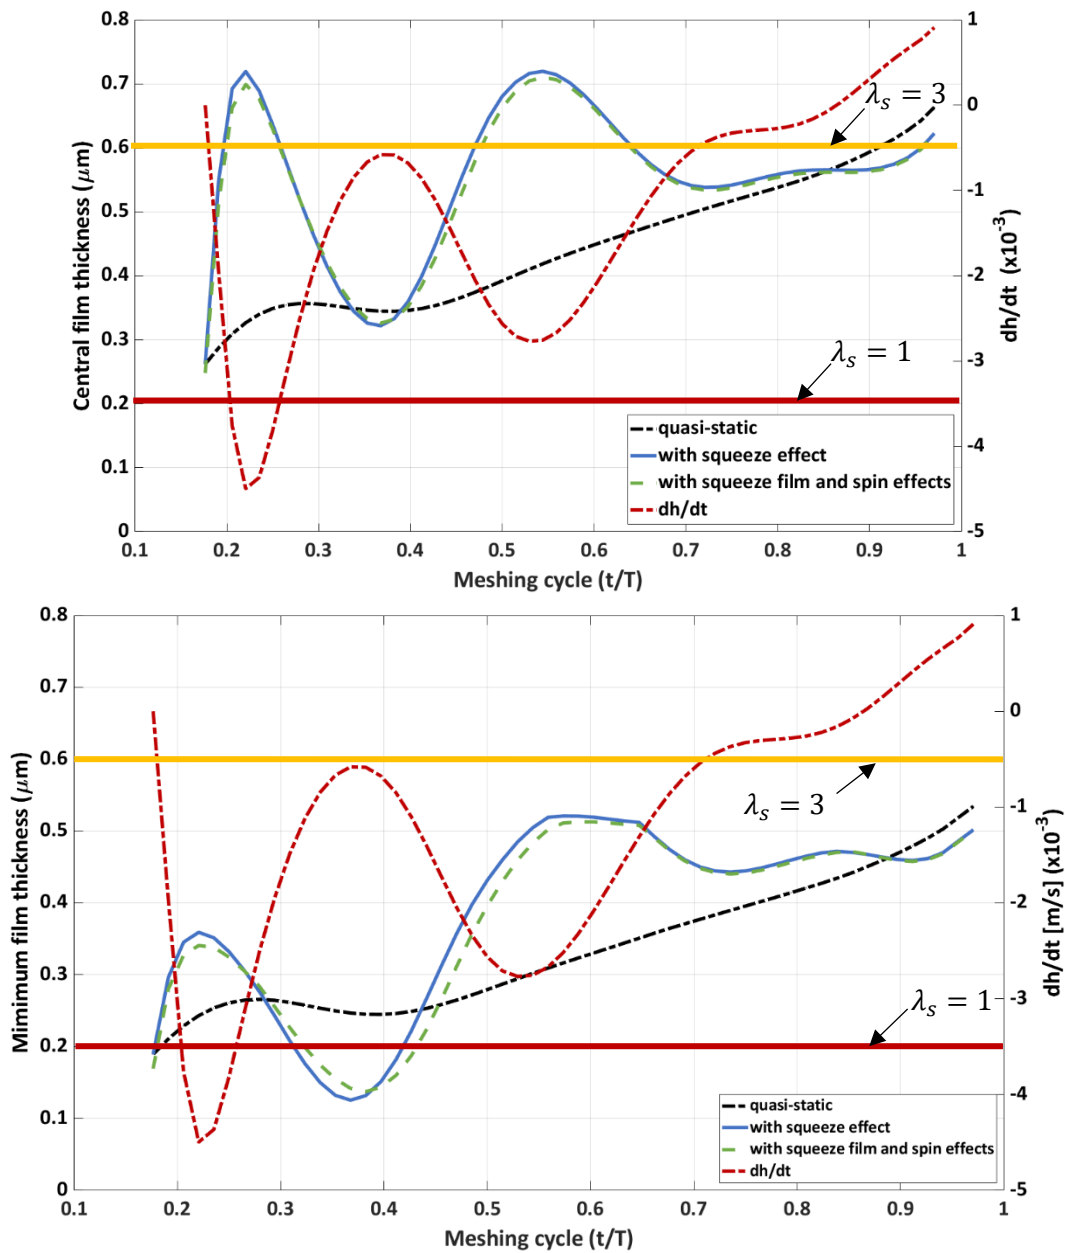 0.8
0.7
0.6
0.5
0.4
0.3
0.2
0.1
0
Central film thickness (μm)
1
0
-1
-2
-3
-4
-5
dh/dt (x10⁻³)
λₛ = 3
λₛ = 1
quasi-static
with squeeze effect
with squeeze film and spin effects
dh/dt
0.1 0.2 0.3 0.4 0.5 0.6 0.7 0.8 0.9 1
Meshing cycle (t/T)
0.8
0.7
0.6
0.5
0.4
0.3
0.2
0.1
0
Mimimum film thickness (μm)
1
0
-1
-2
-3
-4
-5
dh/dt [m/s] (x10⁻³)
λₛ = 3
λₛ = 1
quasi-static
with squeeze effect
with squeeze film and spin effects
dh/dt
0.1 0.2 0.3 0.4 0.5 0.6 0.7 0.8 0.9 1
Meshing cycle (t/T)